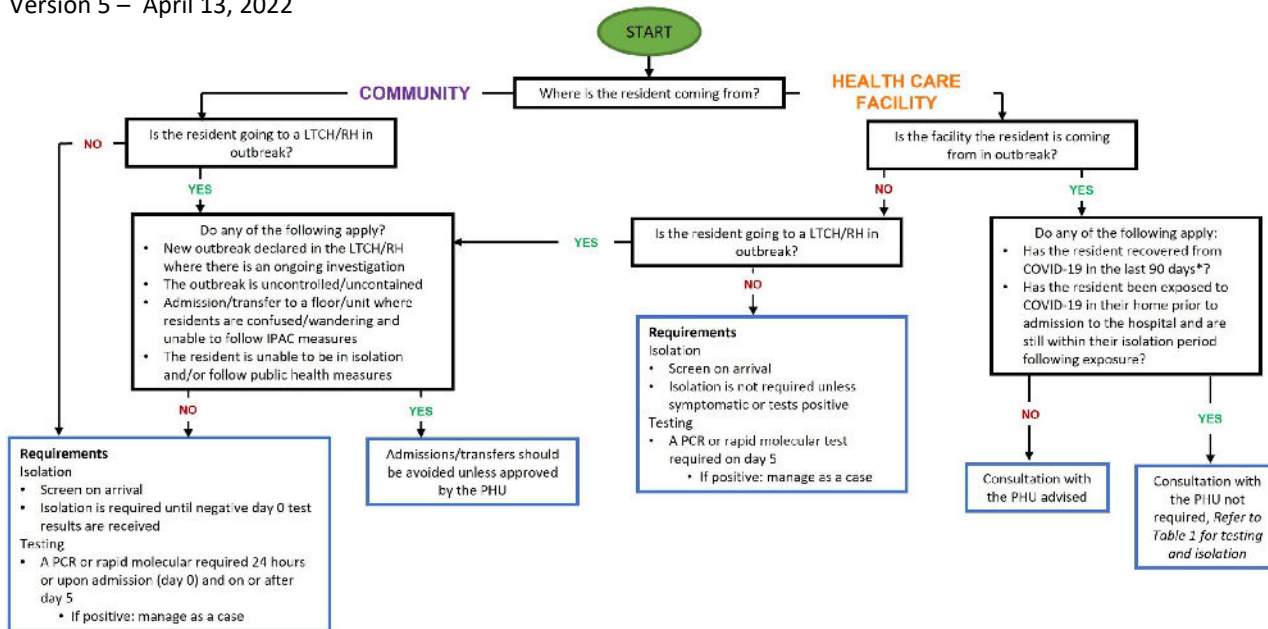 Version 5 – April 13, 2022
START
Where is the resident coming from?
COMMUNITY
HEALTH CARE
FACILITY
Is the resident going to a LTCH/RH in
outbreak?
NO
YES
Is the facility the resident is coming
from in outbreak?
NO
YES
Do any of the following apply?
• New outbreak declared in the LTCH/RH
where there is an ongoing investigation
• The outbreak is uncontrolled/uncontained
• Admission/transfer to a floor/unit where
residents are confused/wandering and
unable to follow IPAC measures
• The resident is unable to be in isolation
and/or follow public health measures
NO
YES
YES
Is the resident going to a LTCH/RH in
outbreak?
NO
Do any of the following apply:
• Has the resident recovered from
COVID-19 in the last 90 days*?
• Has the resident been exposed to
COVID-19 in their home prior to
admission to the hospital and are
still within their isolation period
following exposure?
NO
YES
Requirements
Isolation
• Screen on arrival
• Isolation is required until negative day 0 test
results are received
Testing
• A PCR or rapid molecular required 24 hours
or upon admission (day 0) and on or after
day 5
• If positive: manage as a case
Admissions/transfers should
be avoided unless approved
by the PHU
Requirements
Isolation
• Screen on arrival
• Isolation is not required unless
symptomatic or tests positive
Testing
• A PCR or rapid molecular test
required on day 5
• If positive: manage as a case
Consultation with
the PHU advised
Consultation with
the PHU not
required, Refer to
Table 1 for testing
and isolation